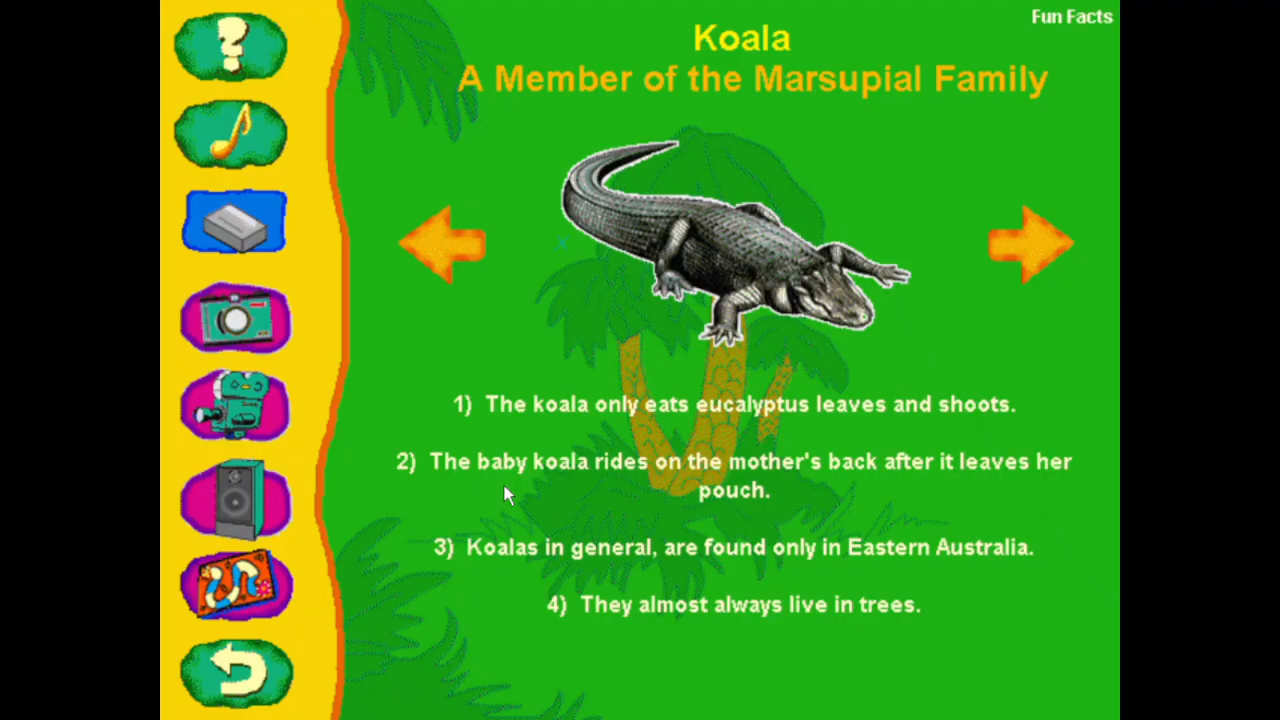 Fun Facts
Koala
A Member of the Marsupial Family
1) The koala only eats eucalyptus leaves and shoots.
2) The baby koala rides on the mother's back after it leaves her
pouch.
3) Koalas in general, are found only in Eastern Australia.
4) They almost always live in trees.